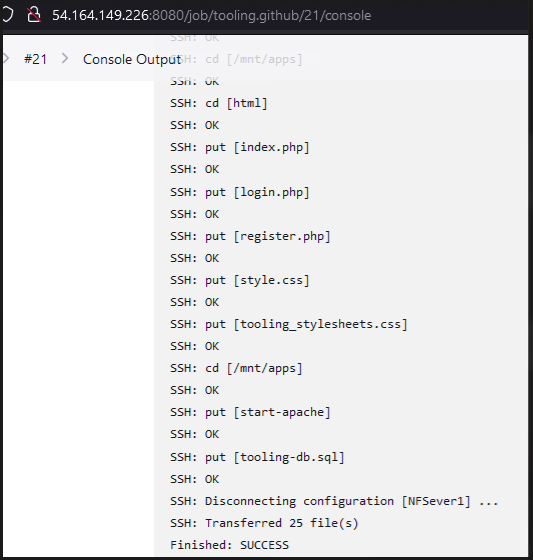 54.164.149.226:8080/job/tooling.github/21/console
SSH: OK
#21 > Console Output
SSH: cd [/mnt/apps]
SSH: OK
SSH: cd [html]
SSH: OK
SSH: put [index.php]
SSH: OK
SSH: put [login.php]
SSH: OK
SSH: put [register.php]
SSH: OK
SSH: put [style.css]
SSH: OK
SSH: put [tooling_stylesheets.css]
SSH: OK
SSH: cd [/mnt/apps]
SSH: OK
SSH: put [start-apache]
SSH: OK
SSH: put [tooling-db.sql]
SSH: OK
SSH: Disconnecting configuration [NFSever1] ...
SSH: Transferred 25 file(s)
Finished: SUCCESS